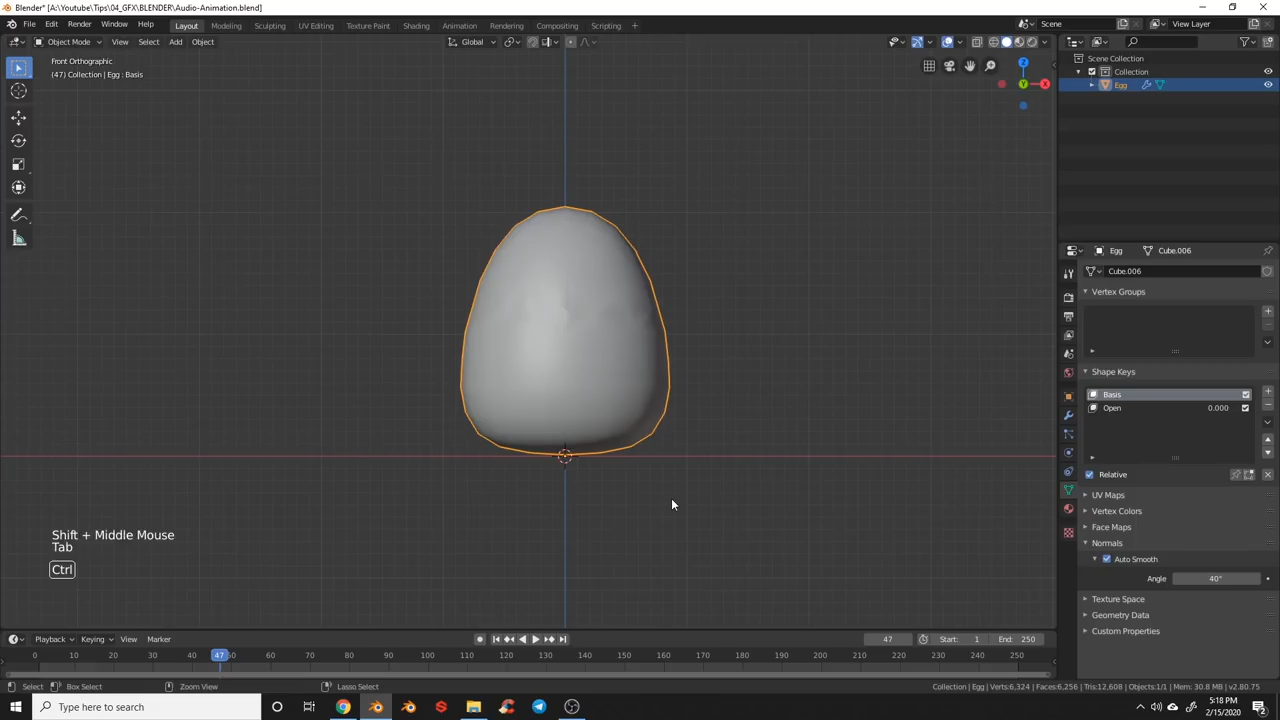 Blender* [A:\Youtube\Tips\04_GFX\BLENDER\Audio-Animation.blend]
File Edit Render Window Help Layout Modeling Sculpting UV Editing Texture Paint Shading Animation Rendering Compositing Scripting Scene View Layer
Object Mode View Select Add Object Global
Front Orthographic
(47) Collection | Egg : Basis
Z
Y
X
Scene Collection
Collection
Egg
Egg Cube.006
Cube.006
Vertex Groups
Shape Keys
Basis
Open 0.000
Relative
UV Maps
Vertex Colors
Face Maps
Normals
Auto Smooth
Angle 40°
Texture Space
Geometry Data
Custom Properties
Shift + Middle Mouse
Tab
Ctrl
Playback Keying View Marker 47 Start: 1 End: 250
0 10 20 30 40 47 50 60 70 80 90 100 110 120 130 140 150 160 170 180 190 200 210 220 230 240 250
Select Box Select Zoom View Lasso Select Collection | Egg | Verts:6,324 | Faces:6,256 | Tris:12,608 | Objects:1/1 | Mem: 30.8 MB | v2.80.75
Type here to search
5:18 PM
2/15/2020
2